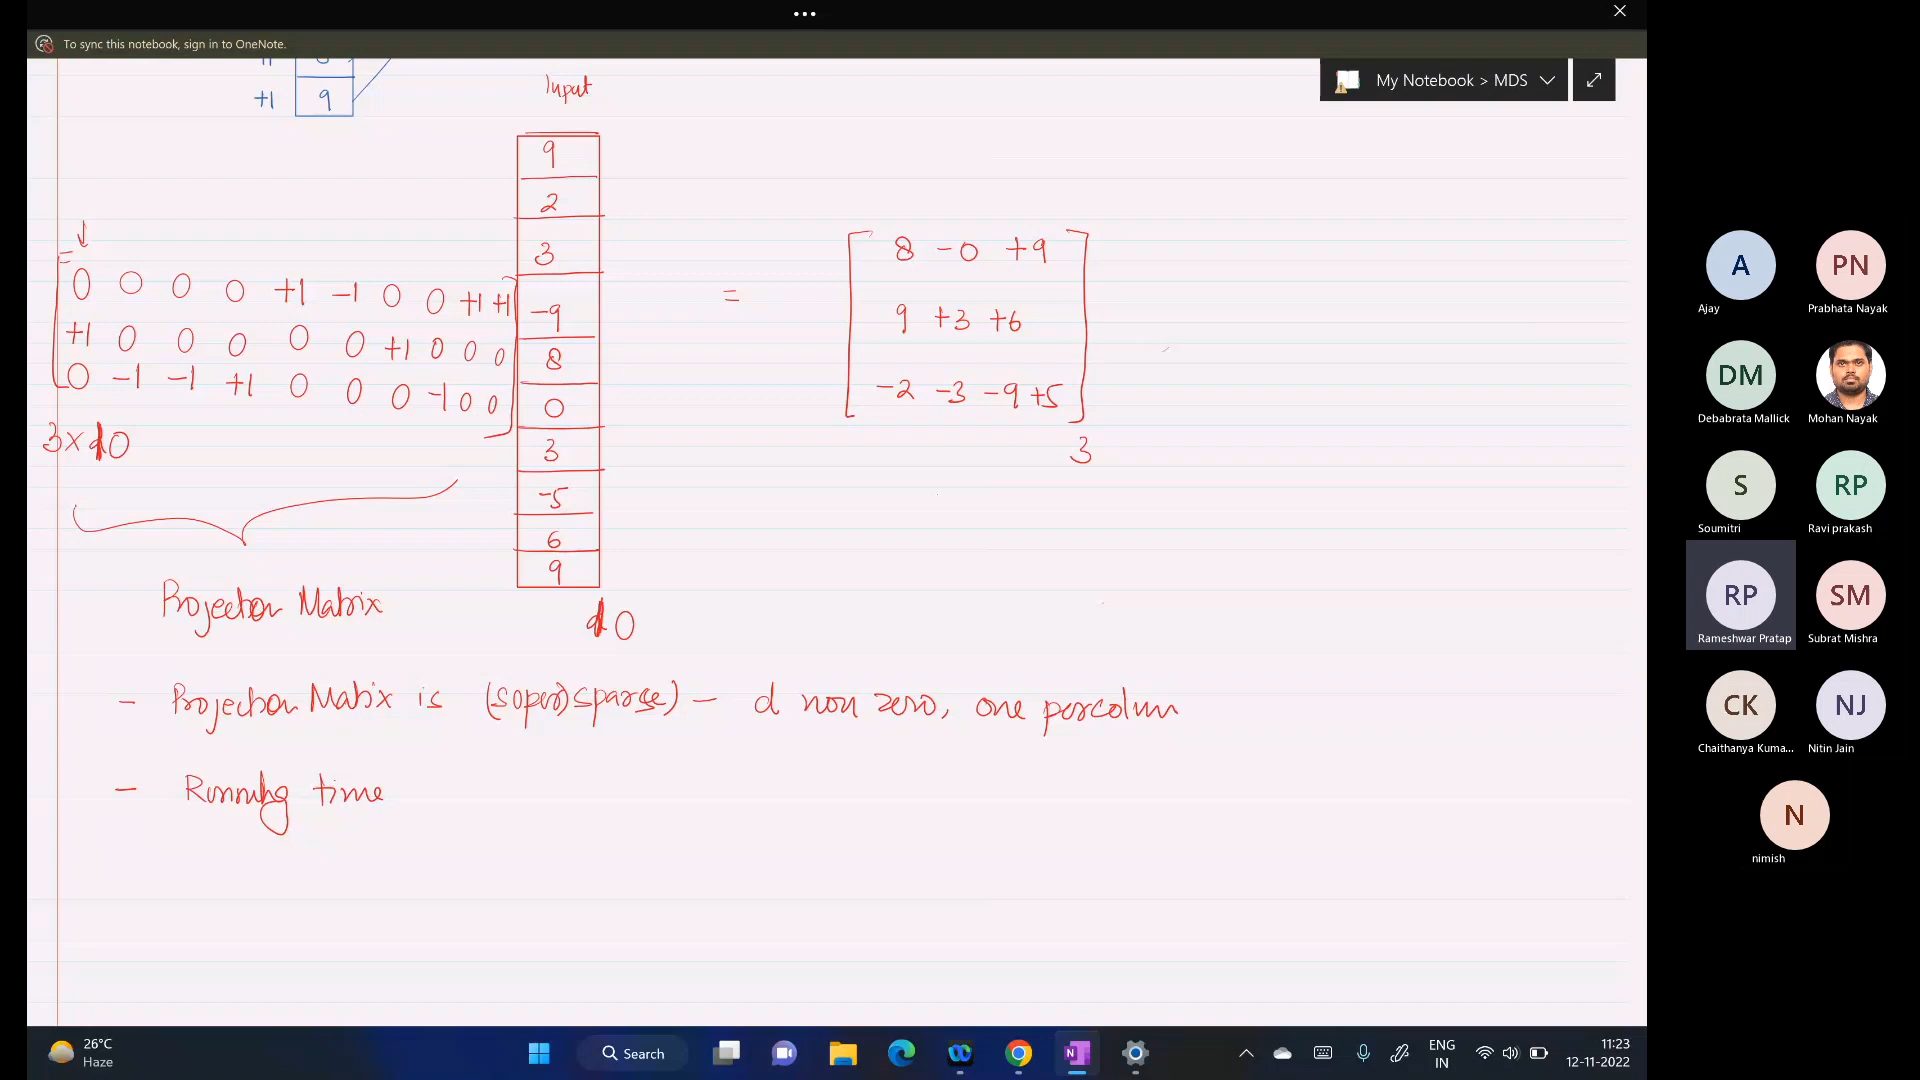 To sync this notebook, sign in to OneNote.
My Notebook > MDS
+1 9
Input
9
2
3
-9
8
0
3
-5
6
9
10
0 0 0 0 +1 -1 0 0 +1 +1
+1 0 0 0 0 0 +1 0 0 0
0 -1 -1 +1 0 0 0 -1 0 0
3 x 10
=
8 -0 +9
9 +3 +6
-2 -3 -9 +5
3
Projection Matrix
- Projection Matrix is (super)sparse) - d non zero, one percolumn
- Running time
A
Ajay
PN
Prabhata Nayak
DM
Debabrata Mallick
Mohan Nayak
S
Soumitri
RP
Ravi prakash
RP
Rameshwar Pratap
SM
Subrat Mishra
CK
Chaithanya Kuma...
NJ
Nitin Jain
N
nimish
26°C
Haze
Search
ENG
IN
11:23
12-11-2022